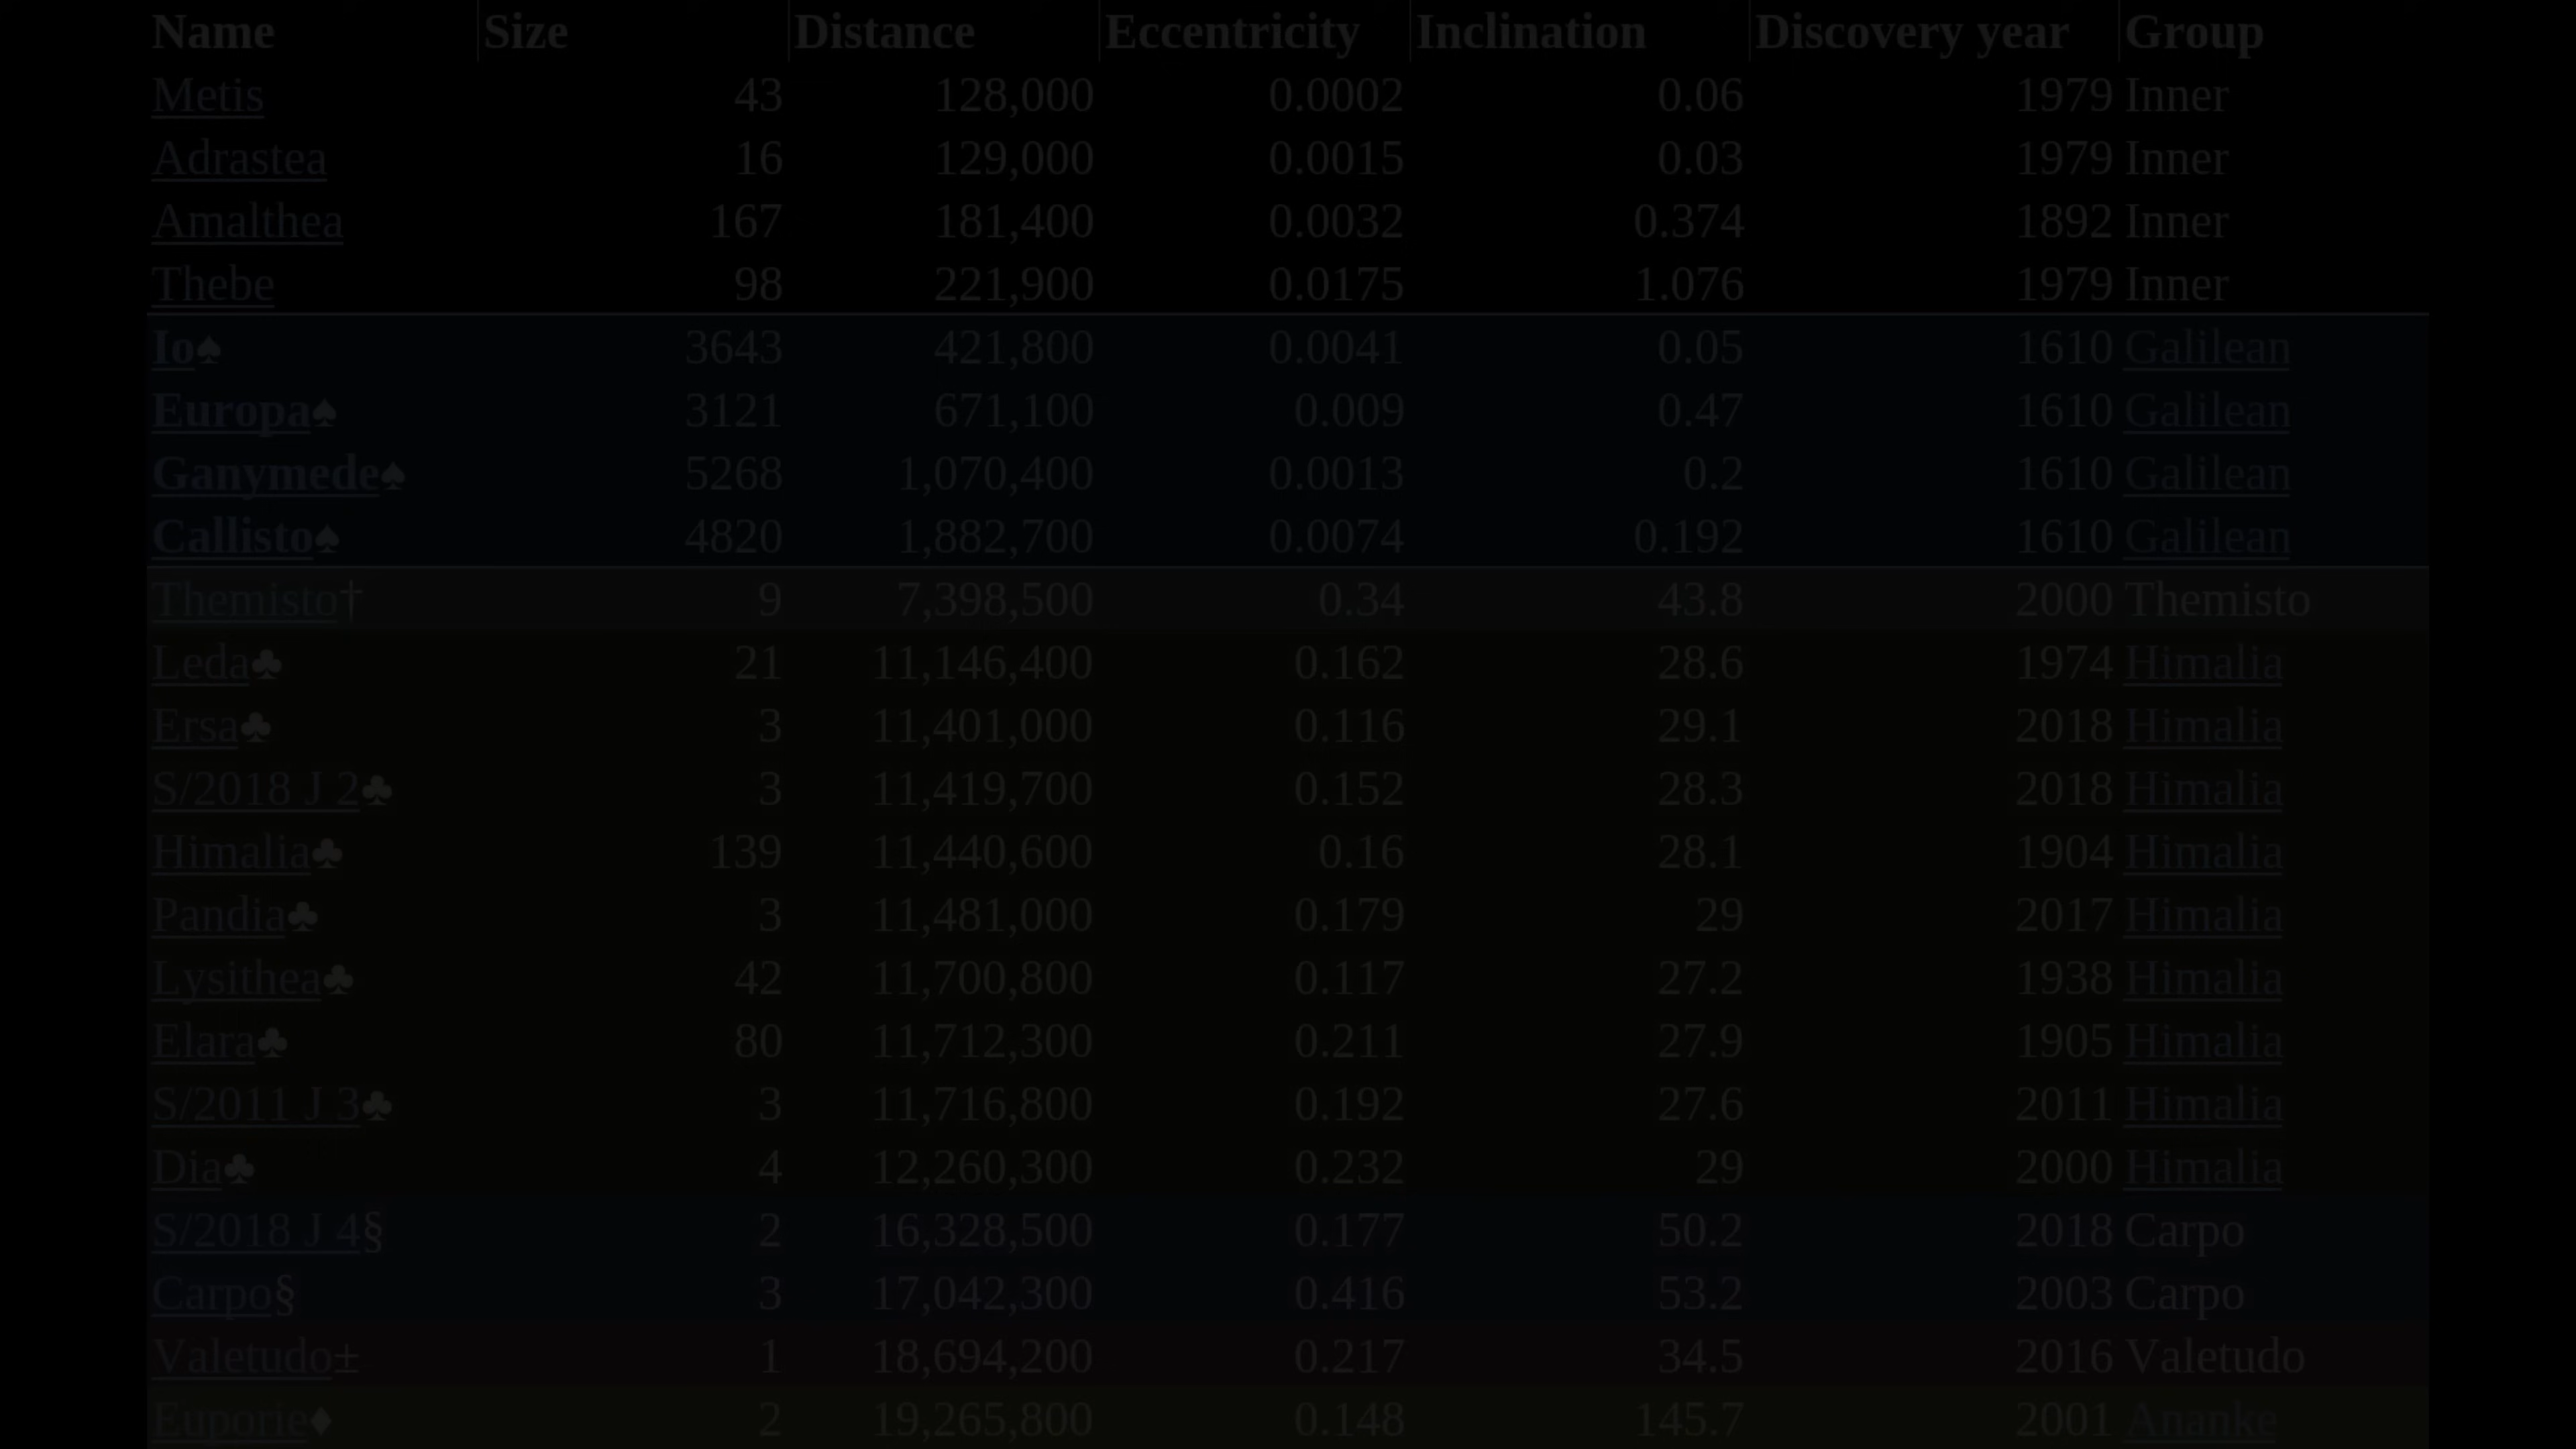 Name Size Distance Eccentricity Inclination Discovery year Group
Metis 43 128,000 0.0002 0.06 1979 Inner
Adrastea 16 129,000 0.0015 0.03 1979 Inner
Amalthea 167 181,400 0.0032 0.374 1892 Inner
Thebe 98 221,900 0.0175 1.076 1979 Inner
Io♠ 3643 421,800 0.0041 0.05 1610 Galilean
Europa♠ 3121 671,100 0.009 0.47 1610 Galilean
Ganymede♠ 5268 1,070,400 0.0013 0.2 1610 Galilean
Callisto♠ 4820 1,882,700 0.0074 0.192 1610 Galilean
Themisto† 9 7,398,500 0.34 43.8 2000 Themisto
Leda♣ 21 11,146,400 0.162 28.6 1974 Himalia
Ersa♣ 3 11,401,000 0.116 29.1 2018 Himalia
S/2018 J 2♣ 3 11,419,700 0.152 28.3 2018 Himalia
Himalia♣ 139 11,440,600 0.16 28.1 1904 Himalia
Pandia♣ 3 11,481,000 0.179 29 2017 Himalia
Lysithea♣ 42 11,700,800 0.117 27.2 1938 Himalia
Elara♣ 80 11,712,300 0.211 27.9 1905 Himalia
S/2011 J 3♣ 3 11,716,800 0.192 27.6 2011 Himalia
Dia♣ 4 12,260,300 0.232 29 2000 Himalia
S/2018 J 4§ 2 16,328,500 0.177 50.2 2018 Carpo
Carpo§ 3 17,042,300 0.416 53.2 2003 Carpo
Valetudo± 1 18,694,200 0.217 34.5 2016 Valetudo
Euporie♦ 2 19,265,800 0.148 145.7 2001 Ananke